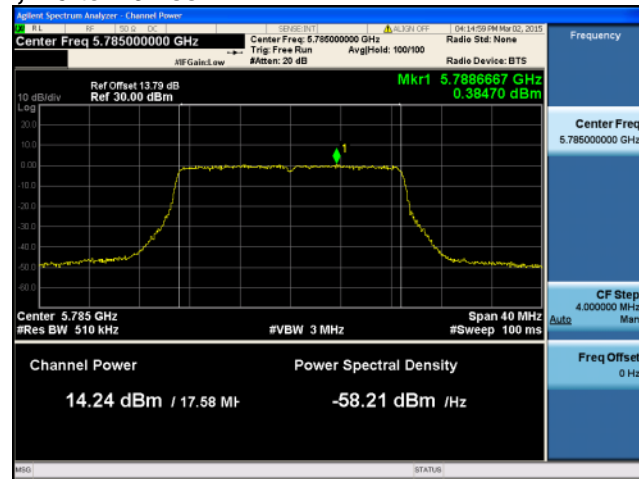 Agilent Spectrum Analyzer - Channel Power
RL RF 50 Ω DC SENSE:INT ALIGN OFF 04:14:59 PM Mar 02, 2015
Center Freq 5.785000000 GHz
Center Freq: 5.785000000 GHz
Radio Std: None
Trig: Free Run Avg|Hold: 100/100
#IFGain:Low #Atten: 20 dB Radio Device: BTS
Ref Offset 13.79 dB
10 dB/div Ref 30.00 dBm
Mkr1 5.7886667 GHz
0.38470 dBm
Log
20.0
10.0
0.00
-10.0
-20.0
-30.0
-40.0
-50.0
-60.0
1
Center 5.785 GHz Span 40 MHz
#Res BW 510 kHz #VBW 3 MHz #Sweep 100 ms
Channel Power Power Spectral Density
14.24 dBm / 17.58 MH -58.21 dBm /Hz
MSG STATUS
Frequency
Center Freq
5.785000000 GHz
CF Step
4.000000 MHz
Auto Man
Freq Offset
0 Hz